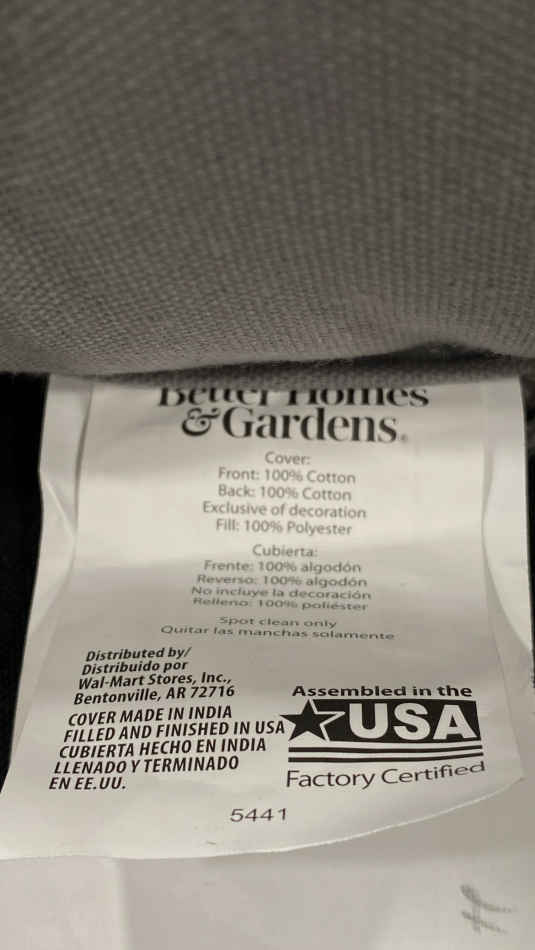 Better Homes
& Gardens®
Cover:
Front: 100% Cotton
Back: 100% Cotton
Exclusive of decoration
Fill: 100% Polyester
Cubierta:
Frente: 100% algodón
Reverso: 100% algodón
No incluye la decoración
Relleno: 100% poliéster
Spot clean only
Quitar las manchas solamente
Distributed by/
Distribuido por
Wal-Mart Stores, Inc.,
Bentonville, AR 72716
COVER MADE IN INDIA
FILLED AND FINISHED IN USA
CUBIERTA HECHO EN INDIA
LLENADO Y TERMINADO
EN EE.UU.
Assembled in the
USA
Factory Certified
5441